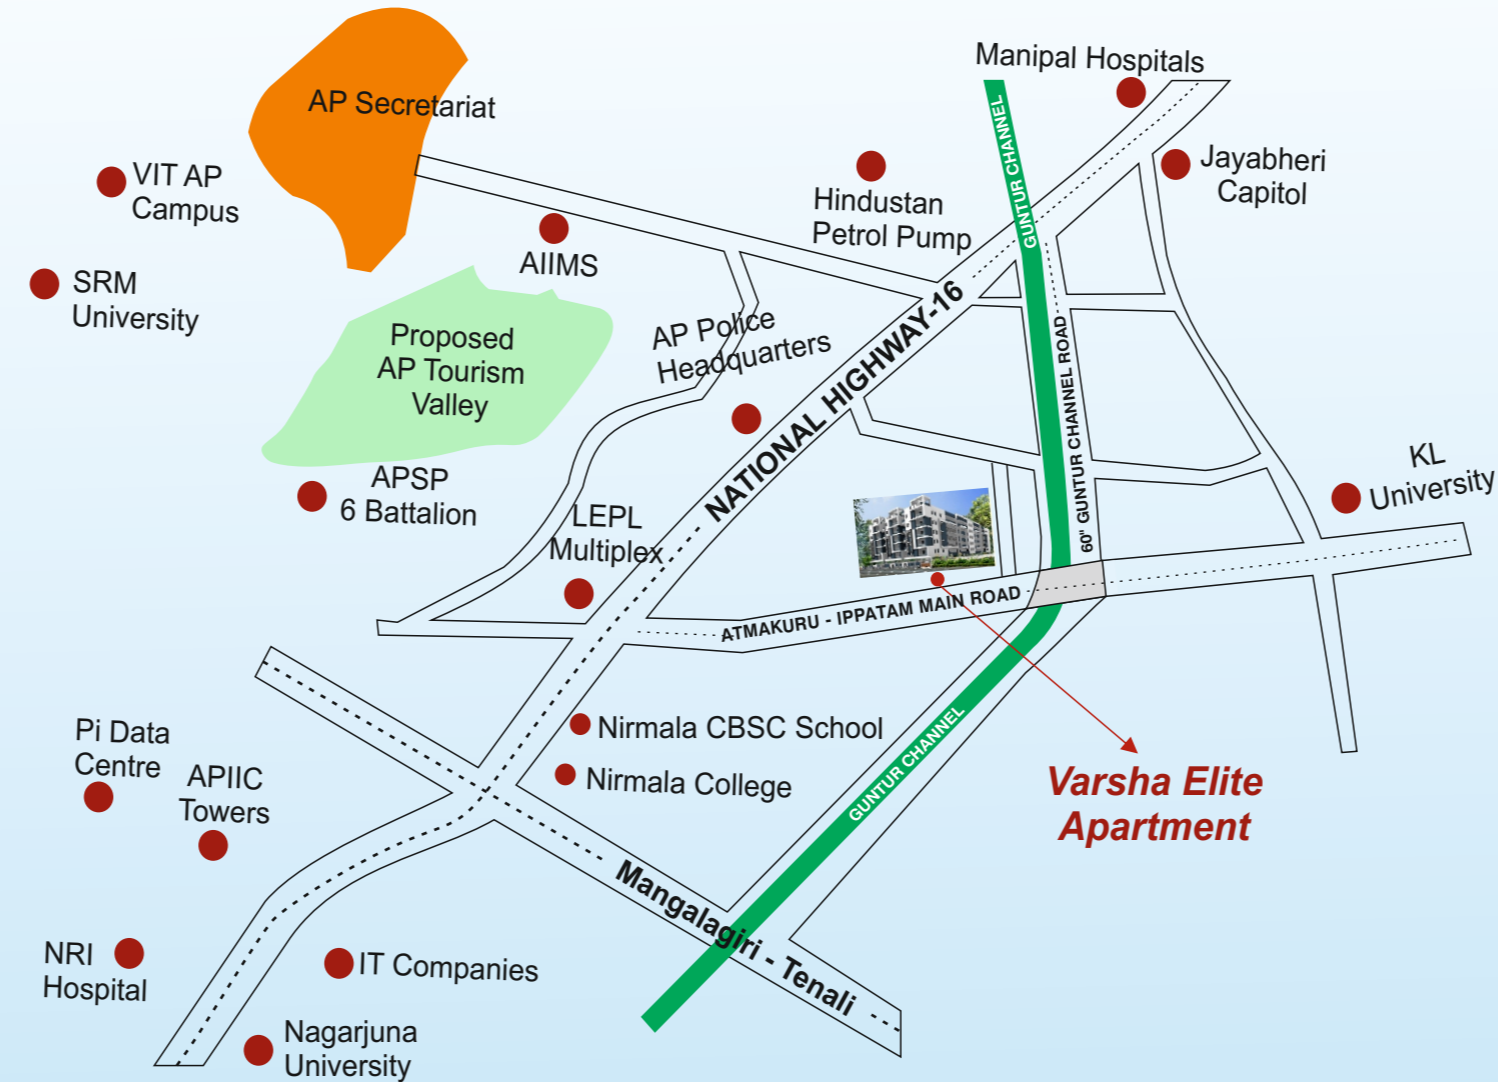 Manipal Hospitals
AP Secretariat
GUNTUR CHANNEL
VIT AP
Campus
Jayabheri
Capitol
Hindustan
Petrol Pump
AIIMS
SRM
University
Proposed
AP Tourism
Valley
AP Police
Headquarters
NATIONAL HIGHWAY-16
60" GUNTUR CHANNEL ROAD
KL
University
APSP
6 Battalion
LEPL
Multiplex
ATMAKURU - IPPATAM MAIN ROAD
Nirmala CBSC School
Nirmala College
GUNTUR CHANNEL
Varsha Elite
Apartment
Pi Data
Centre
APIIC
Towers
Mangalagiri - Tenali
NRI
Hospital
IT Companies
Nagarjuna
University